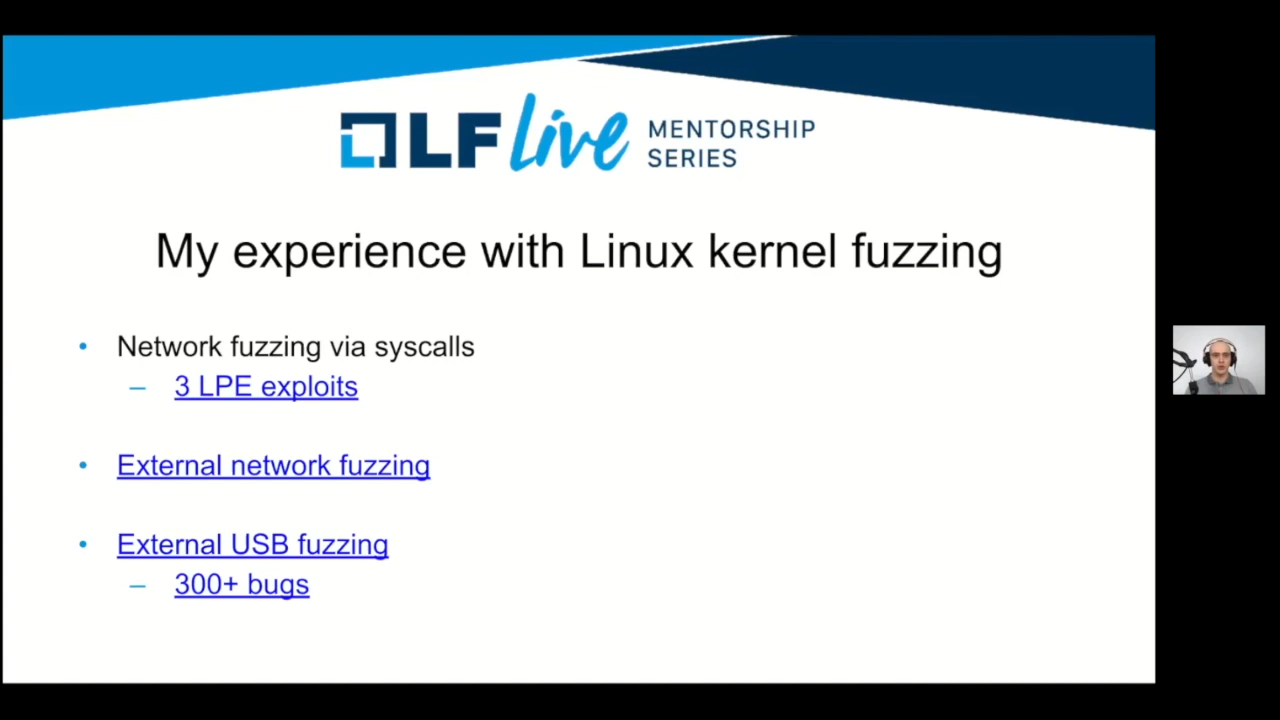 LF Live MENTORSHIP
SERIES
My experience with Linux kernel fuzzing
• Network fuzzing via syscalls
– 3 LPE exploits
• External network fuzzing
• External USB fuzzing
– 300+ bugs